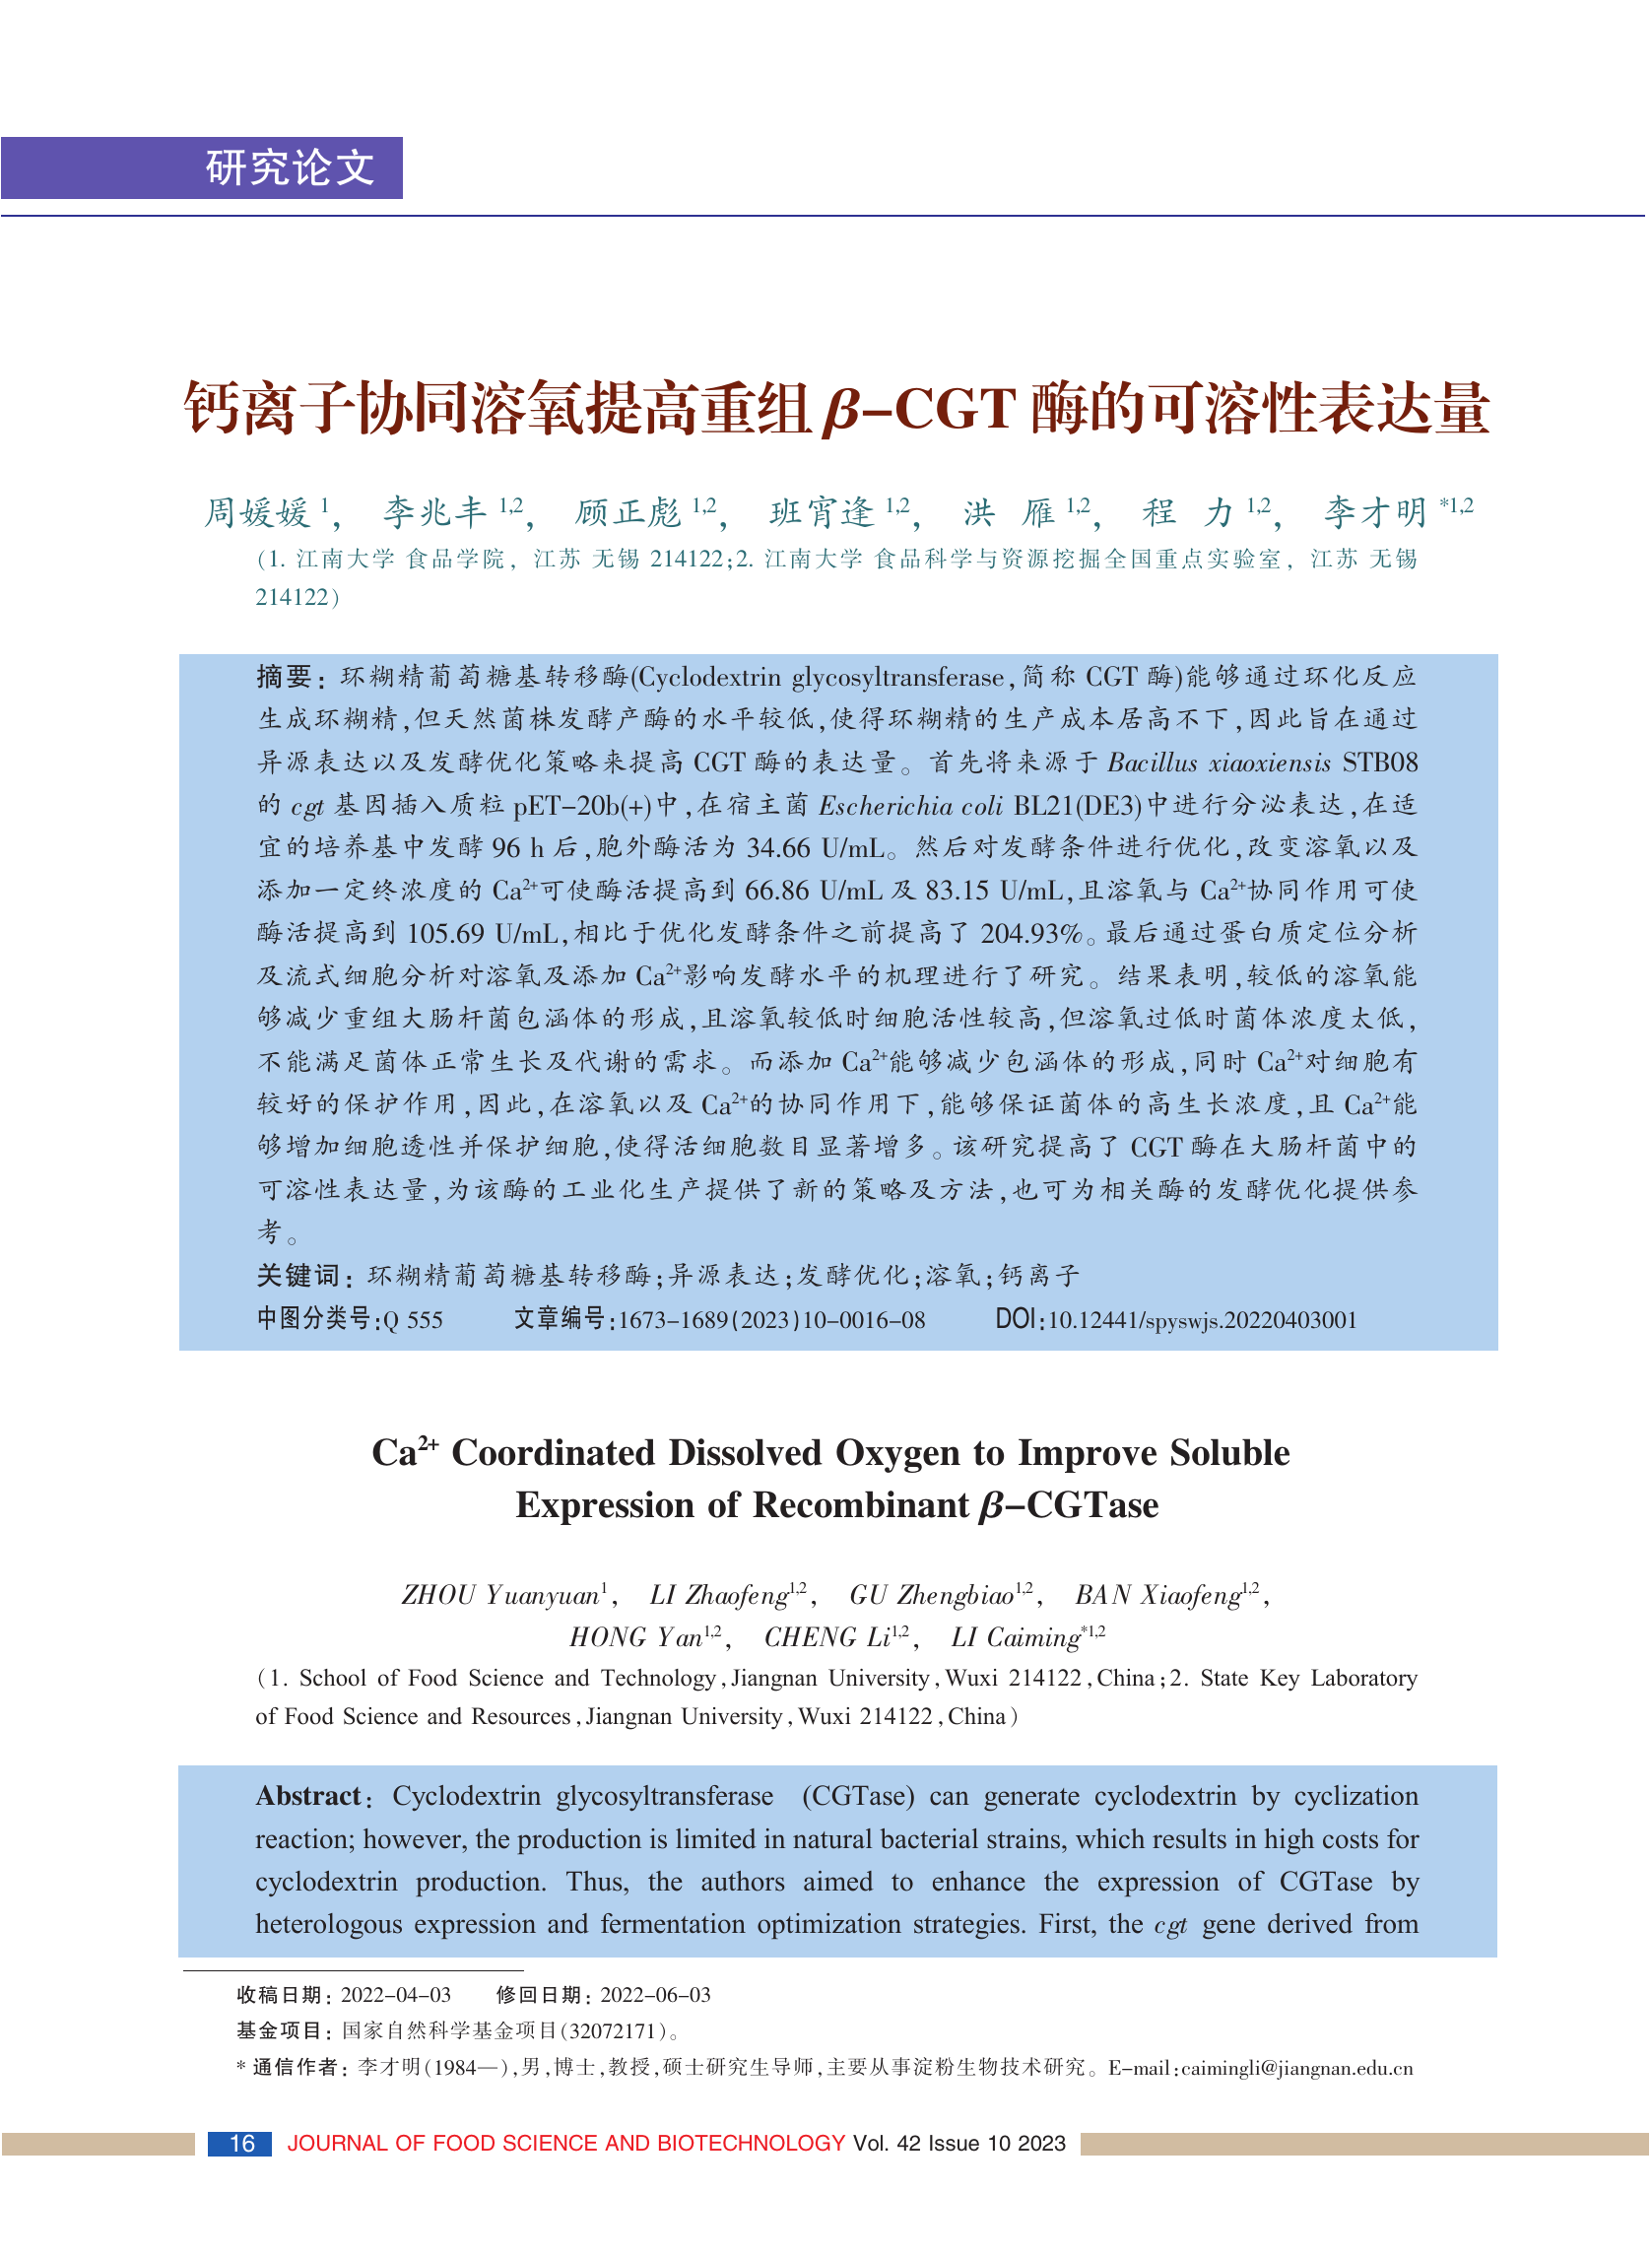 研究论文
钙离子协同溶氧提高重组 β-CGT 酶的可溶性表达量
周媛媛 1, 李兆丰 1,2, 顾正彪 1,2, 班宵逢 1,2, 洪 雁 1,2, 程 力 1,2, 李才明 *1,2
(1. 江南大学 食品学院, 江苏 无锡 214122;2. 江南大学 食品科学与资源挖掘全国重点实验室, 江苏 无锡
214122)
摘要: 环糊精葡萄糖基转移酶(Cyclodextrin glycosyltransferase,简称 CGT 酶)能够通过环化反应
生成环糊精,但天然菌株发酵产酶的水平较低,使得环糊精的生产成本居高不下,因此旨在通过
异源表达以及发酵优化策略来提高 CGT 酶的表达量。首先将来源于 Bacillus xiaoxiensis STB08
的 cgt 基因插入质粒 pET-20b(+)中,在宿主菌 Escherichia coli BL21(DE3)中进行分泌表达,在适
宜的培养基中发酵 96 h 后,胞外酶活为 34.66 U/mL。然后对发酵条件进行优化,改变溶氧以及
添加一定终浓度的 Ca2+可使酶活提高到 66.86 U/mL 及 83.15 U/mL,且溶氧与 Ca2+协同作用可使
酶活提高到 105.69 U/mL,相比于优化发酵条件之前提高了 204.93%。最后通过蛋白质定位分析
及流式细胞分析对溶氧及添加 Ca2+影响发酵水平的机理进行了研究。结果表明,较低的溶氧能
够减少重组大肠杆菌包涵体的形成,且溶氧较低时细胞活性较高,但溶氧过低时菌体浓度太低,
不能满足菌体正常生长及代谢的需求。而添加 Ca2+能够减少包涵体的形成,同时 Ca2+对细胞有
较好的保护作用,因此,在溶氧以及 Ca2+的协同作用下,能够保证菌体的高生长浓度,且 Ca2+能
够增加细胞透性并保护细胞,使得活细胞数目显著增多。该研究提高了 CGT 酶在大肠杆菌中的
可溶性表达量,为该酶的工业化生产提供了新的策略及方法,也可为相关酶的发酵优化提供参
考。
关键词: 环糊精葡萄糖基转移酶;异源表达;发酵优化;溶氧;钙离子
中图分类号:Q 555 文章编号:1673-1689(2023)10-0016-08 DOI:10.12441/spyswjs.20220403001
Ca2+ Coordinated Dissolved Oxygen to Improve Soluble
Expression of Recombinant β-CGTase
ZHOU Yuanyuan1, LI Zhaofeng1,2, GU Zhengbiao1,2, BAN Xiaofeng1,2,
HONG Yan1,2, CHENG Li1,2, LI Caiming*1,2
(1. School of Food Science and Technology,Jiangnan University,Wuxi 214122,China;2. State Key Laboratory
of Food Science and Resources,Jiangnan University,Wuxi 214122,China)
Abstract: Cyclodextrin glycosyltransferase (CGTase) can generate cyclodextrin by cyclization
reaction; however, the production is limited in natural bacterial strains, which results in high costs for
cyclodextrin production. Thus, the authors aimed to enhance the expression of CGTase by
heterologous expression and fermentation optimization strategies. First, the cgt gene derived from
收稿日期: 2022-04-03 修回日期: 2022-06-03
基金项目: 国家自然科学基金项目(32072171)。
* 通信作者: 李才明(1984—),男,博士,教授,硕士研究生导师,主要从事淀粉生物技术研究。E-mail:caimingli@jiangnan.edu.cn
16 JOURNAL OF FOOD SCIENCE AND BIOTECHNOLOGY Vol. 42 Issue 10 2023